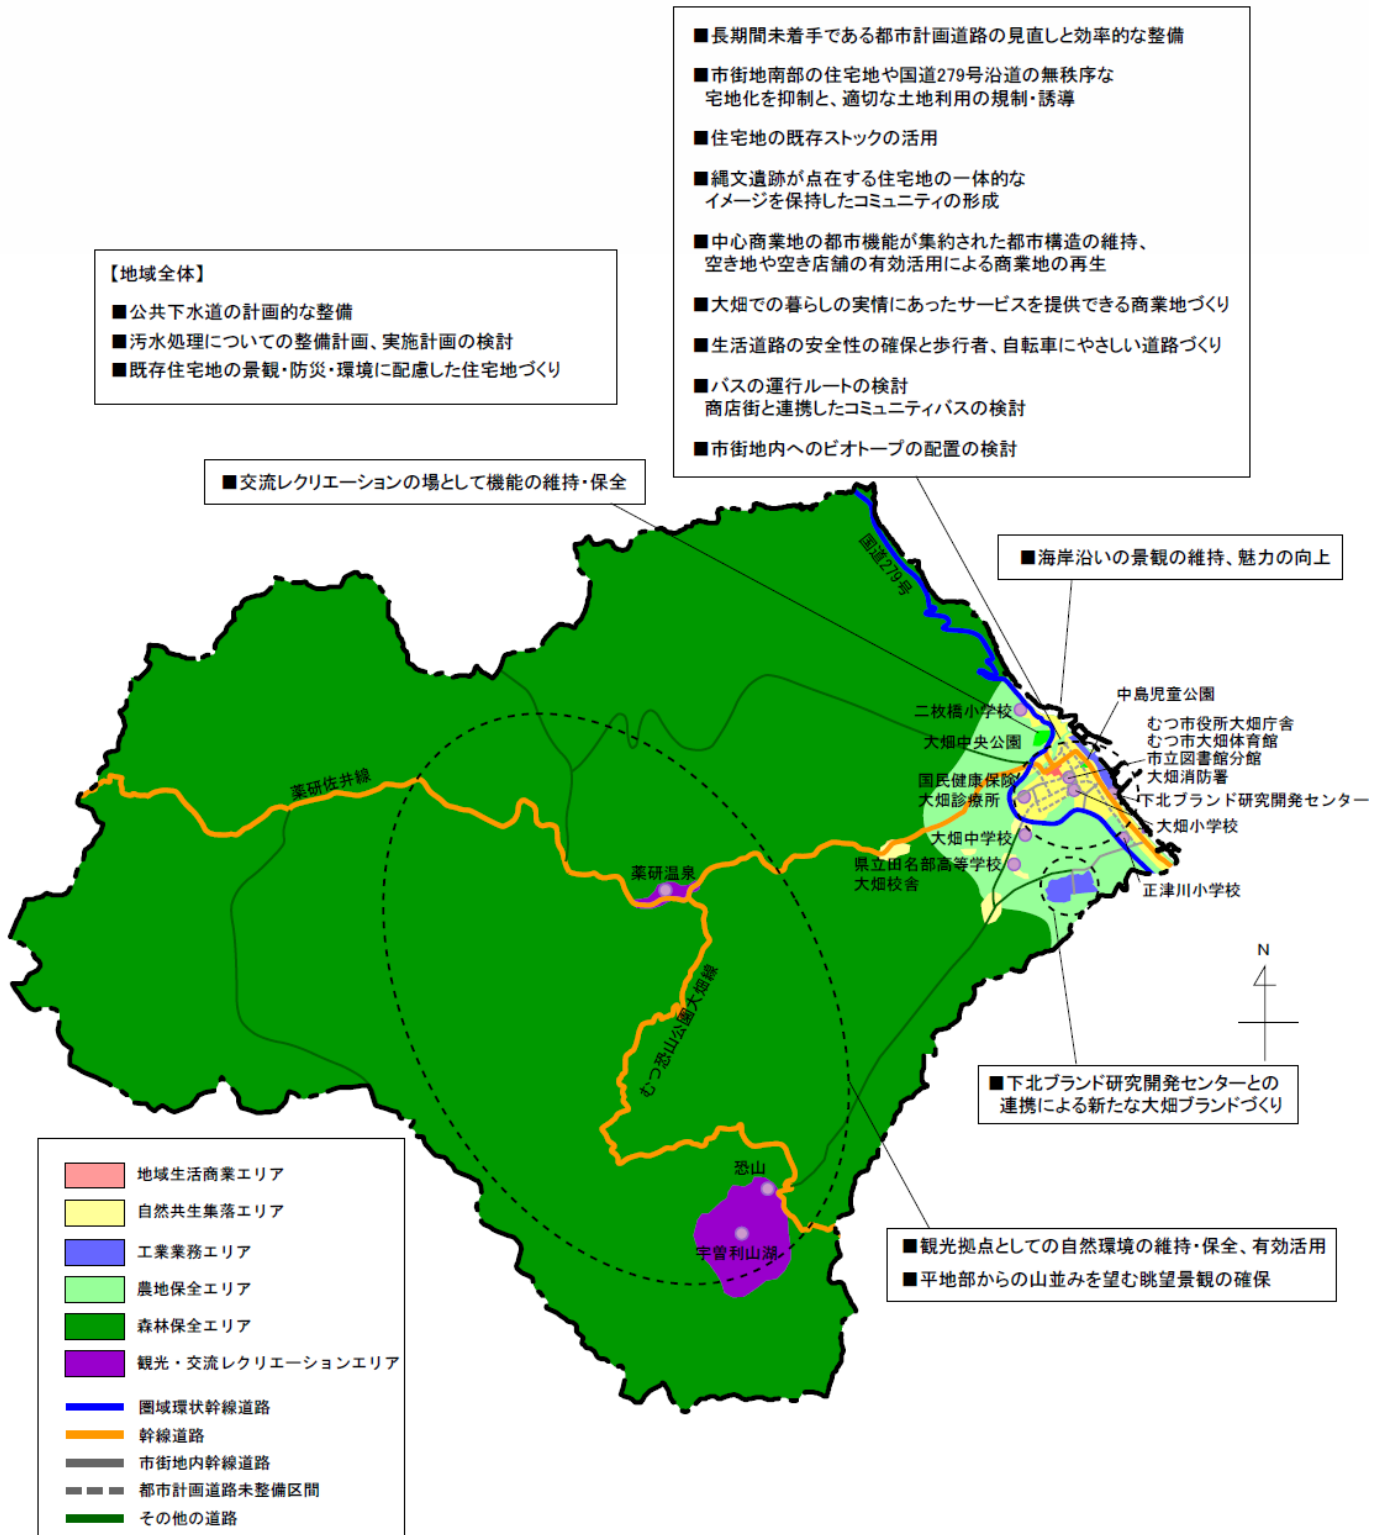 ■長期間未着手である都市計画道路の見直しと効率的な整備
■市街地南部の住宅地や国道279号沿道の無秩序な
宅地化を抑制と、適切な土地利用の規制・誘導
■住宅地の既存ストックの活用
■縄文遺跡が点在する住宅地の一体的な
イメージを保持したコミュニティの形成
■中心商業地の都市機能が集約された都市構造の維持、
空き地や空き店舗の有効活用による商業地の再生
■大畑での暮らしの実情にあったサービスを提供できる商業地づくり
■生活道路の安全性の確保と歩行者、自転車にやさしい道路づくり
■バスの運行ルートの検討
商店街と連携したコミュニティバスの検討
■市街地内へのビオトープの配置の検討
【地域全体】
■公共下水道の計画的な整備
■汚水処理についての整備計画、実施計画の検討
■既存住宅地の景観・防災・環境に配慮した住宅地づくり
■交流レクリエーションの場として機能の維持・保全
■海岸沿いの景観の維持、魅力の向上
国道279号
中島児童公園
二枚橋小学校
むつ市役所大畑庁舎
むつ市大畑体育館
市立図書館分館
大畑消防署
大畑中央公園
国民健康保険
大畑診療所
下北ブランド研究開発センター
大畑小学校
大畑中学校
県立田名部高等学校
大畑校舎
正津川小学校
薬研佐井線
薬研温泉
むつ恐山公園大畑線
N
■下北ブランド研究開発センターとの
連携による新たな大畑ブランドづくり
恐山
宇曽利山湖
■観光拠点としての自然環境の維持・保全、有効活用
■平地部からの山並みを望む眺望景観の確保
地域生活商業エリア
自然共生集落エリア
工業業務エリア
農地保全エリア
森林保全エリア
観光・交流レクリエーションエリア
圏域環状幹線道路
幹線道路
市街地内幹線道路
都市計画道路未整備区間
その他の道路